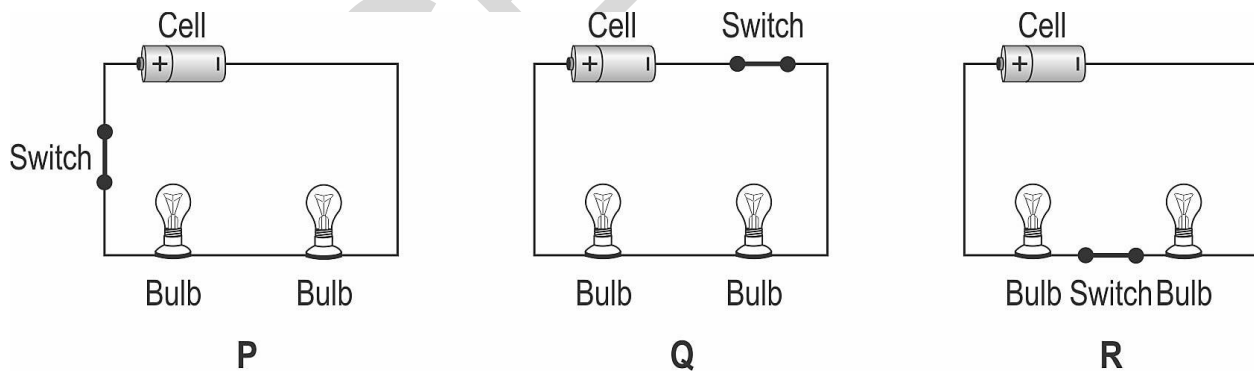 Cell
Cell Switch
Cell
+ - 
+ -
+ -
Switch
Bulb Bulb
Bulb Bulb
Bulb Switch Bulb
P
Q
R